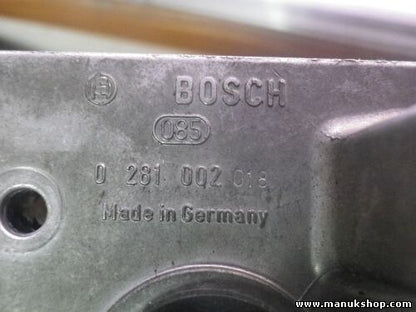 BOSCH
085
0 281 002 018
Made in Germany
www.manukshop.com